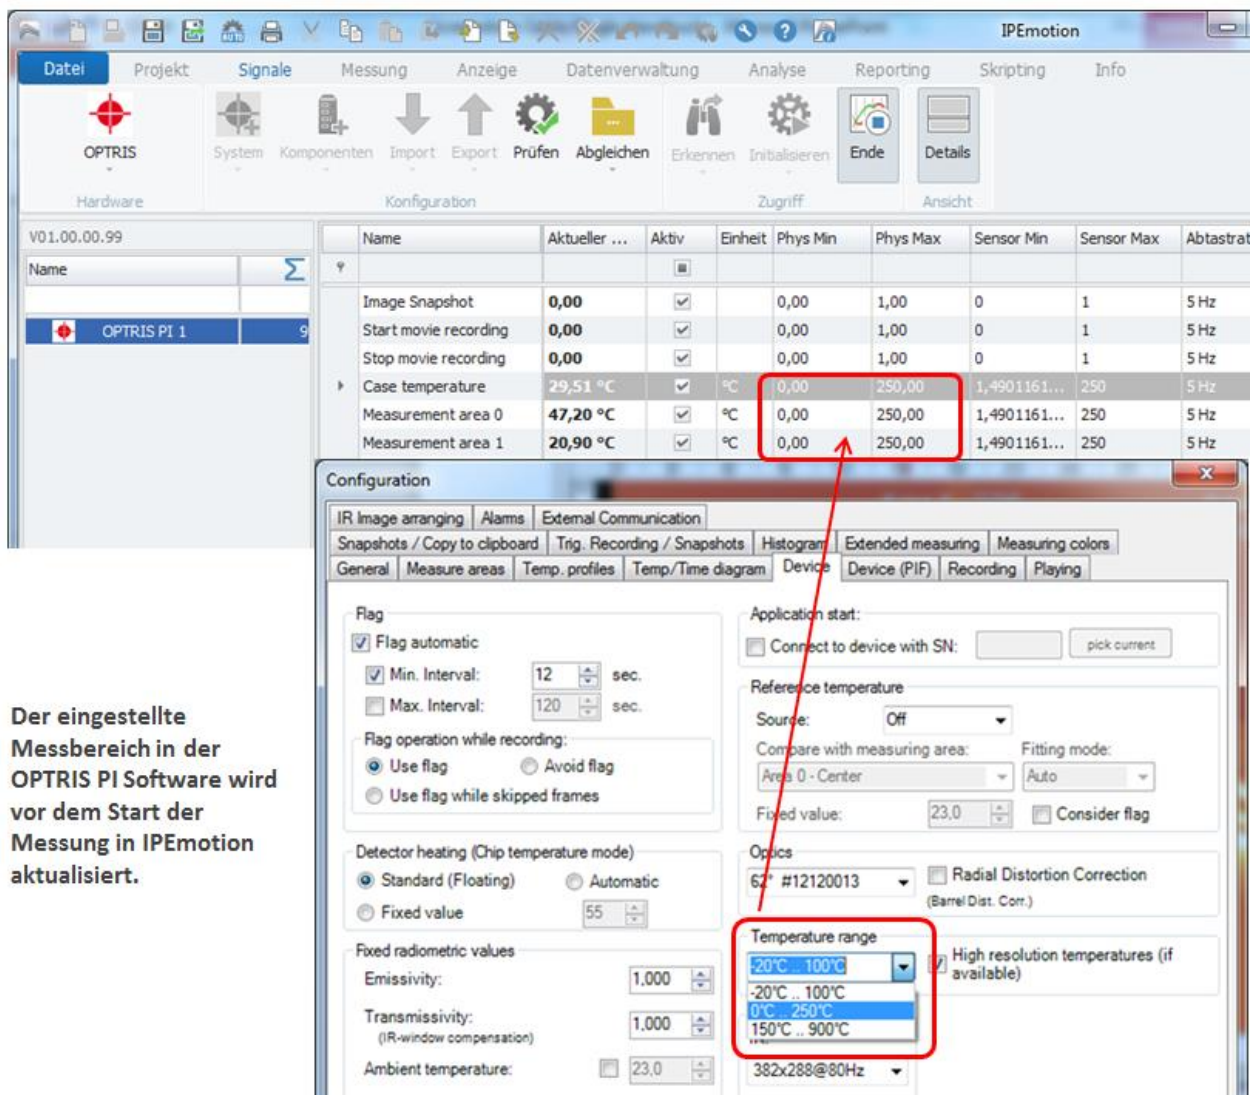 IPEmotion
Datei Projekt Signale Messung Anzeige Datenverwaltung Analyse Reporting Skripting Info
OPTRIS System Komponenten Import Export Prüfen Abgleichen Erkennen Initialisieren Ende Details
Hardware Konfiguration Zugriff Ansicht
V01.00.00.99
Name
OPTRIS PI 1 9
Name Aktueller ... Aktiv Einheit Phys Min Phys Max Sensor Min Sensor Max Abtastrat
Image Snapshot 0,00 0,00 1,00 0 1 5 Hz
Start movie recording 0,00 0,00 1,00 0 1 5 Hz
Stop movie recording 0,00 0,00 1,00 0 1 5 Hz
Case temperature 29,51 °C °C 0,00 250,00 1,4901161... 250 5 Hz
Measurement area 0 47,20 °C °C 0,00 250,00 1,4901161... 250 5 Hz
Measurement area 1 20,90 °C °C 0,00 250,00 1,4901161... 250 5 Hz
Configuration
IR Image arranging Alarms External Communication
Snapshots / Copy to clipboard Trig. Recording / Snapshots Histogram Extended measuring Measuring colors
General Measure areas Temp. profiles Temp/Time diagram Device Device (PIF) Recording Playing
Flag
Flag automatic
Min. Interval: 12 sec.
Max. Interval: 120 sec.
Flag operation while recording:
Use flag Avoid flag
Use flag while skipped frames
Detector heating (Chip temperature mode)
Standard (Floating) Automatic
Fixed value 55
Fixed radiometric values
Emissivity: 1,000
Transmissivity: 1,000
(IR-window compensation)
Ambient temperature: 23,0
Application start:
Connect to device with SN: pick current
Reference temperature
Source: Off
Compare with measuring area: Fitting mode:
Area 0 - Center Auto
Fixed value: 23,0 Consider flag
Optics
62° #12120013 Radial Distortion Correction
(Barrel Dist. Corr.)
Temperature range
-20°C .. 100°C High resolution temperatures (if
available)
-20°C .. 100°C
0°C .. 250°C
150°C .. 900°C
382x288@80Hz
Der eingestellte
Messbereich in der
OPTRIS PI Software wird
vor dem Start der
Messung in IPEmotion
aktualisiert.